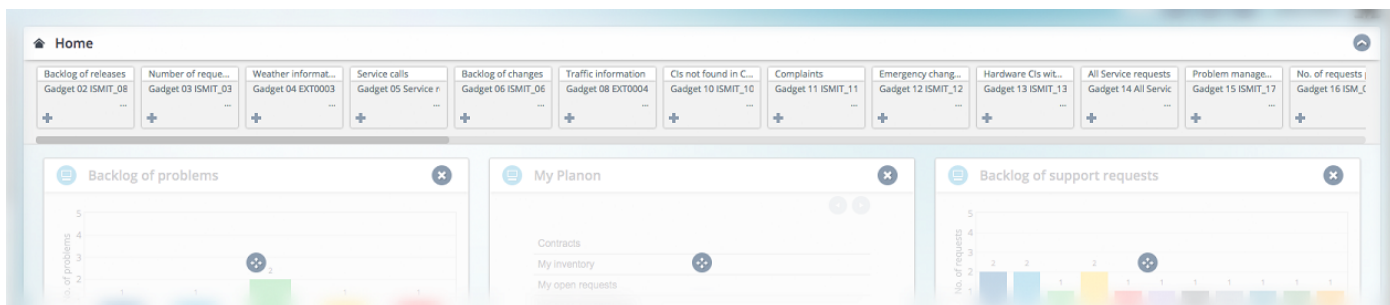 Home
Backlog of releases
Gadget 02 ISMIT_08
...
Number of reque...
Gadget 03 ISMIT_03
...
Weather informat...
Gadget 04 EXT0003
...
Service calls
Gadget 05 Service r
...
Backlog of changes
Gadget 06 ISMIT_06
...
Traffic information
Gadget 08 EXT0004
...
CIs not found in C...
Gadget 10 ISMIT_10
...
Complaints
Gadget 11 ISMIT_11
...
Emergency chang...
Gadget 12 ISMIT_12
...
Hardware CIs wit...
Gadget 13 ISMIT_13
...
All Service requests
Gadget 14 All Servic
...
Problem manage...
Gadget 15 ISMIT_17
...
No. of requests
Gadget 16 ISM_
Backlog of problems
5
4
3
2
No. of problems
2
1
1
1
1
My Planon
Contracts
My inventory
My open requests
Backlog of support requests
5
4
3
2
1
No. of requests
2
2
1
2
1
1
1
1
1
1
1